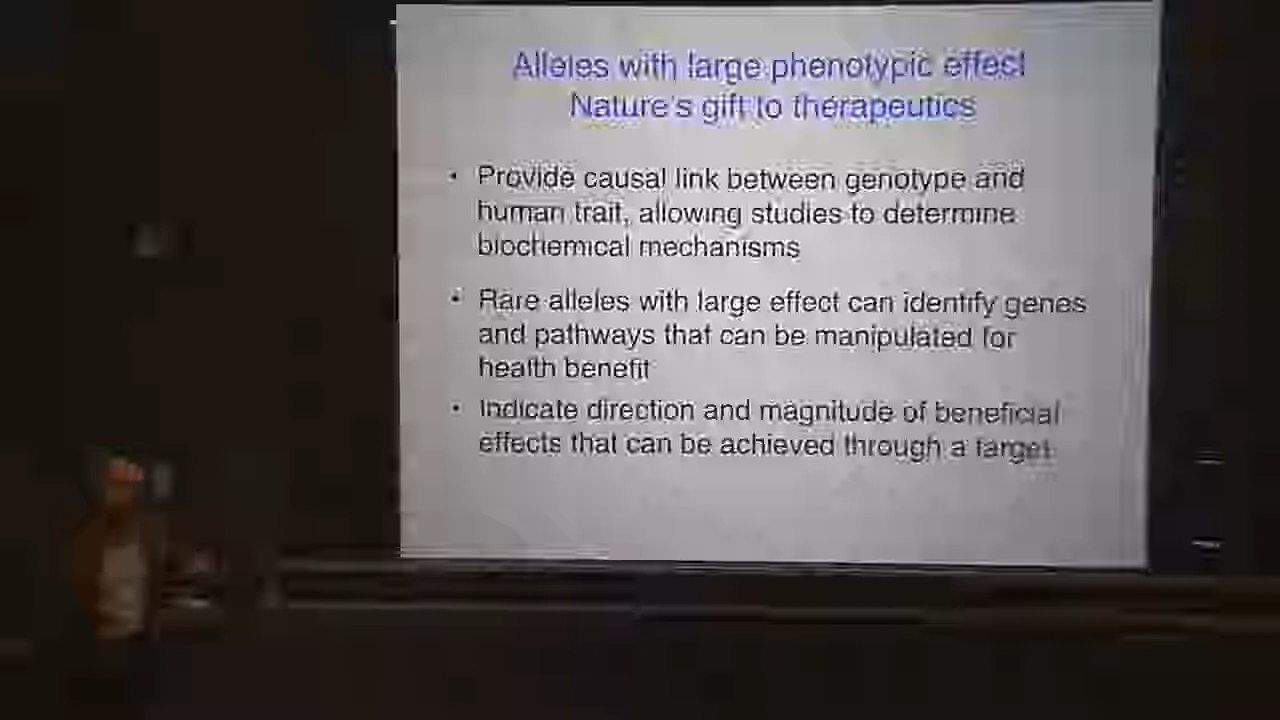 Alleles with large phenotypic effect
Nature's gift to therapeutics
• Provide causal link between genotype and
human trait, allowing studies to determine
biochemical mechanisms
• Rare alleles with large effect can identify genes
and pathways that can be manipulated for
health benefit
• Indicate direction and magnitude of beneficial
effects that can be achieved through a target